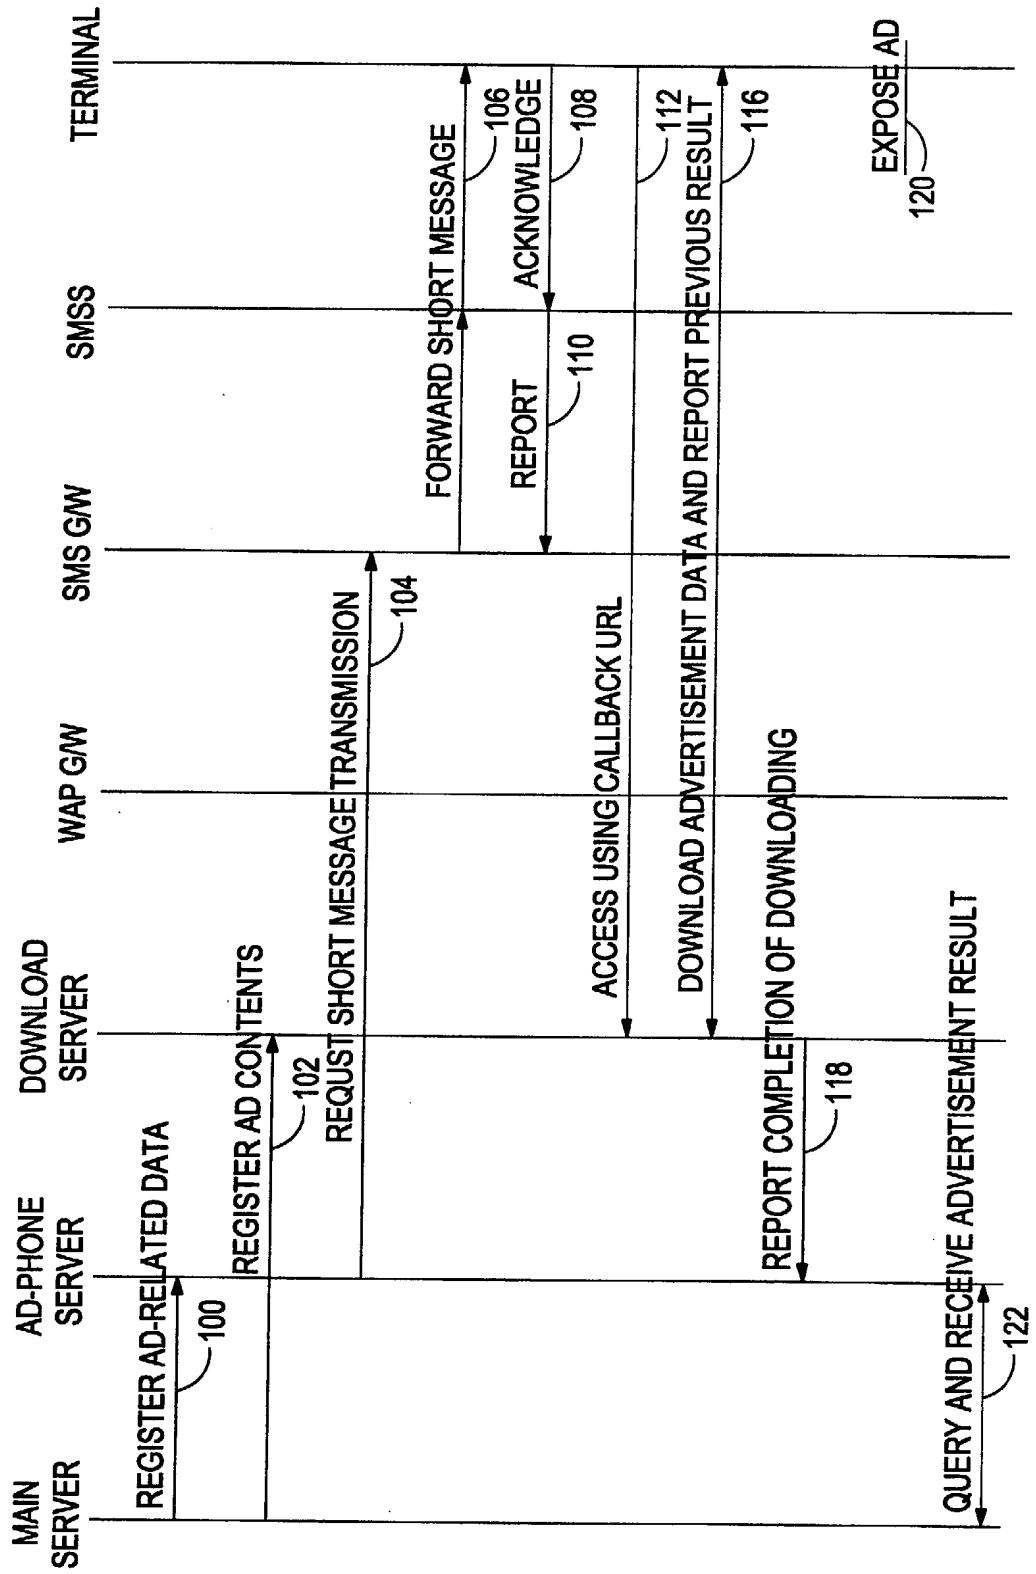 MAIN
SERVER
AD-PHONE
SERVER
DOWNLOAD
SERVER
WAP G/W
SMS G/W
SMSS
TERMINAL
REGISTER AD-RELATED DATA
100
REGISTER AD CONTENTS
102
REQUST SHORT MESSAGE TRANSMISSION
104
FORWARD SHORT MESSAGE
106
ACKNOWLEDGE
108
REPORT
110
ACCESS USING CALLBACK URL
112
DOWNLOAD ADVERTISEMENT DATA AND REPORT PREVIOUS RESULT
116
REPORT COMPLETION OF DOWNLOADING
118
EXPOSE AD
120
QUERY AND RECEIVE ADVERTISEMENT RESULT
122